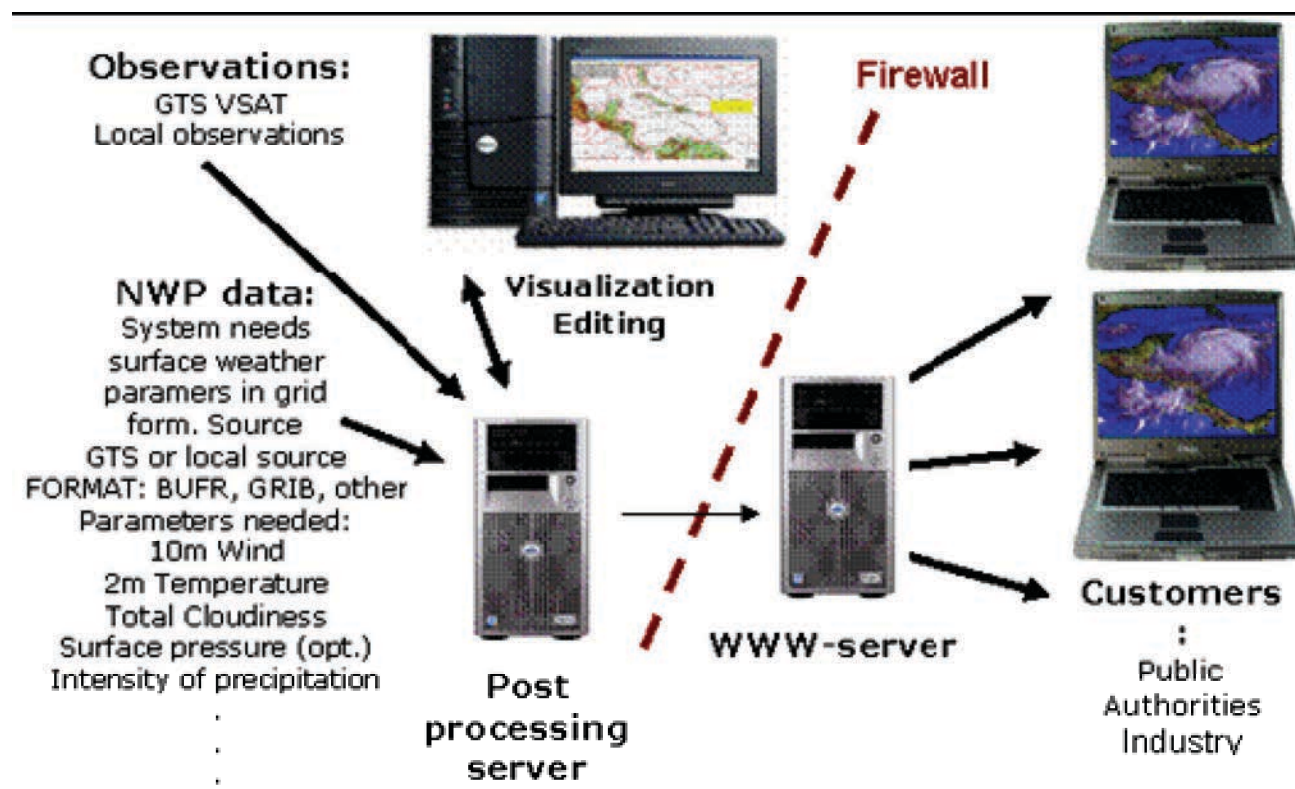 Observations:
GTS VSAT
Local observations
NWP data:
System needs
surface weather
paramers in grid
form. Source
GTS or local source
FORMAT: BUFR, GRIB, other
Parameters needed:
10m Wind
2m Temperature
Total Cloudiness
Surface pressure (opt.)
Intensity of precipitation
.
.
.
Visualization
Editing
Post
processing
server
Firewall
WWW-server
Customers
:
Public
Authorities
Industry